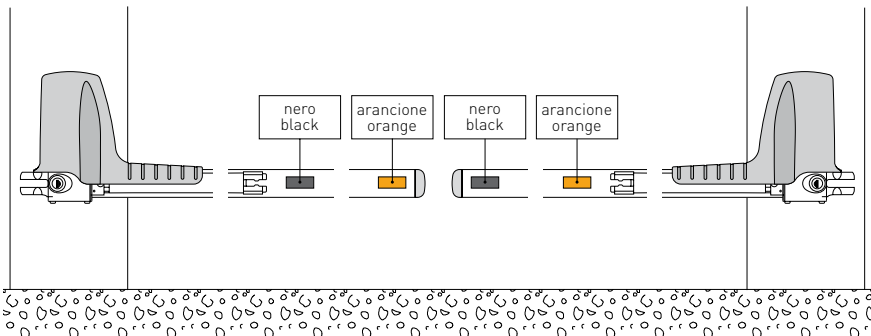 nero
black
arancione
orange
nero
black
arancione
orange